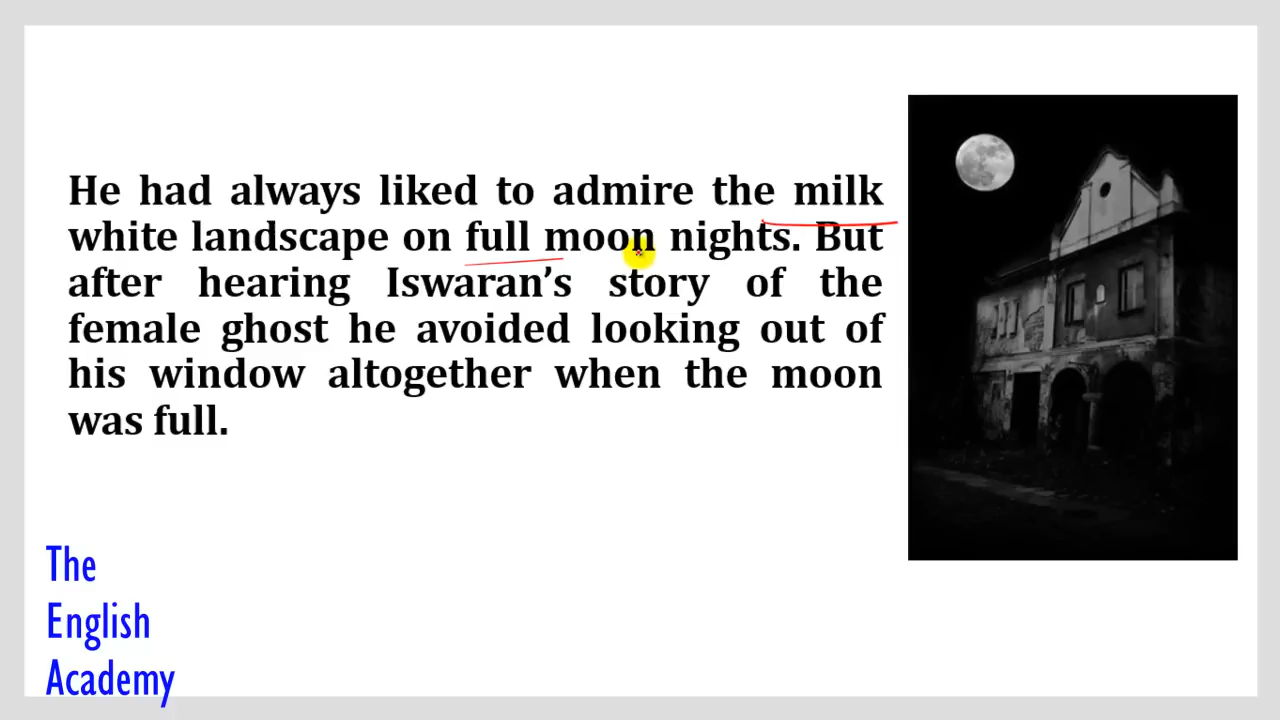 He had always liked to admire the milk
white landscape on full moon nights. But
after hearing Iswaran’s story of the
female ghost he avoided looking out of
his window altogether when the moon
was full.
The
English
Academy